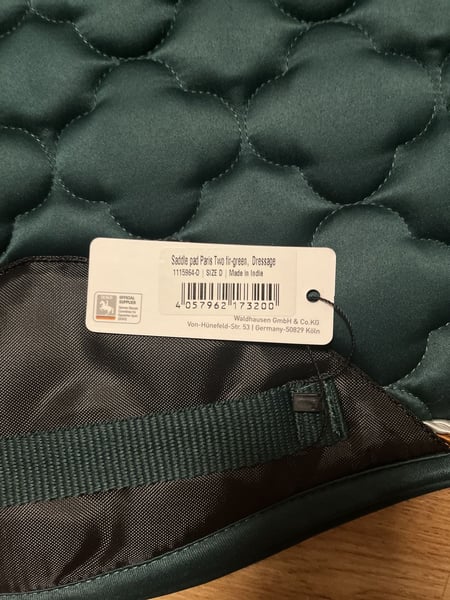 Saddle pad Paris Two fir-green, Dressage
1115964-D | SIZE D | Made in India
4 057962 173200
Waldhausen GmbH & Co.KG
Von-Hünefeld-Str. 53 | Germany-50829 Köln
OFFICIAL
SUPPLIER